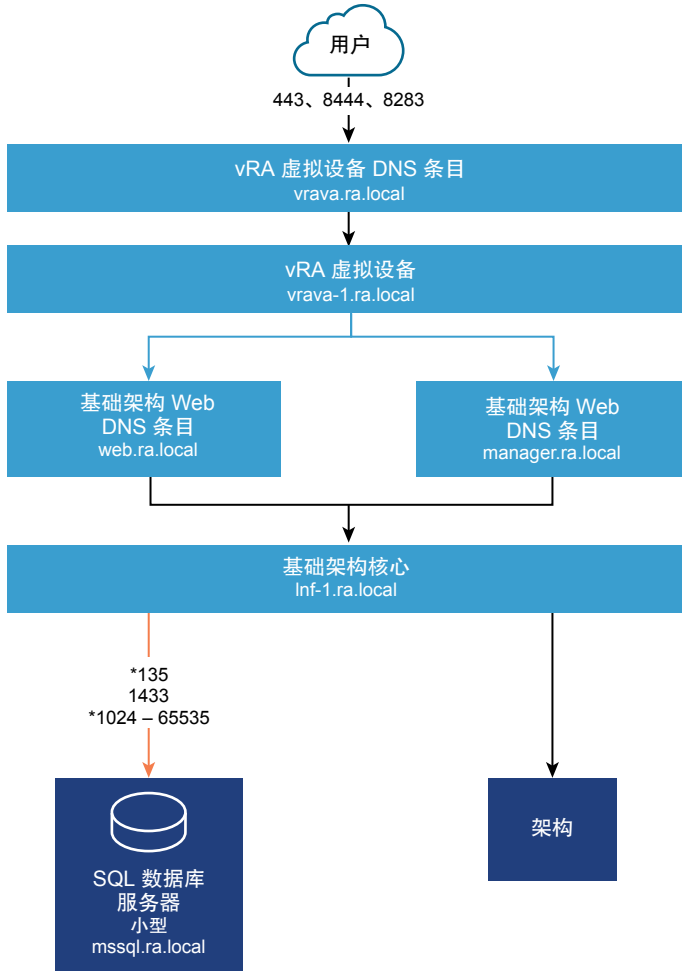 用户
443、8444、8283
vRA 虚拟设备 DNS 条目
vrava.ra.local
vRA 虚拟设备
vrava-1.ra.local
基础架构 Web
DNS 条目
web.ra.local
基础架构 Web
DNS 条目
manager.ra.local
基础架构核心
lnf-1.ra.local
*135
1433
*1024 – 65535
SQL 数据库
服务器
小型
mssql.ra.local
架构